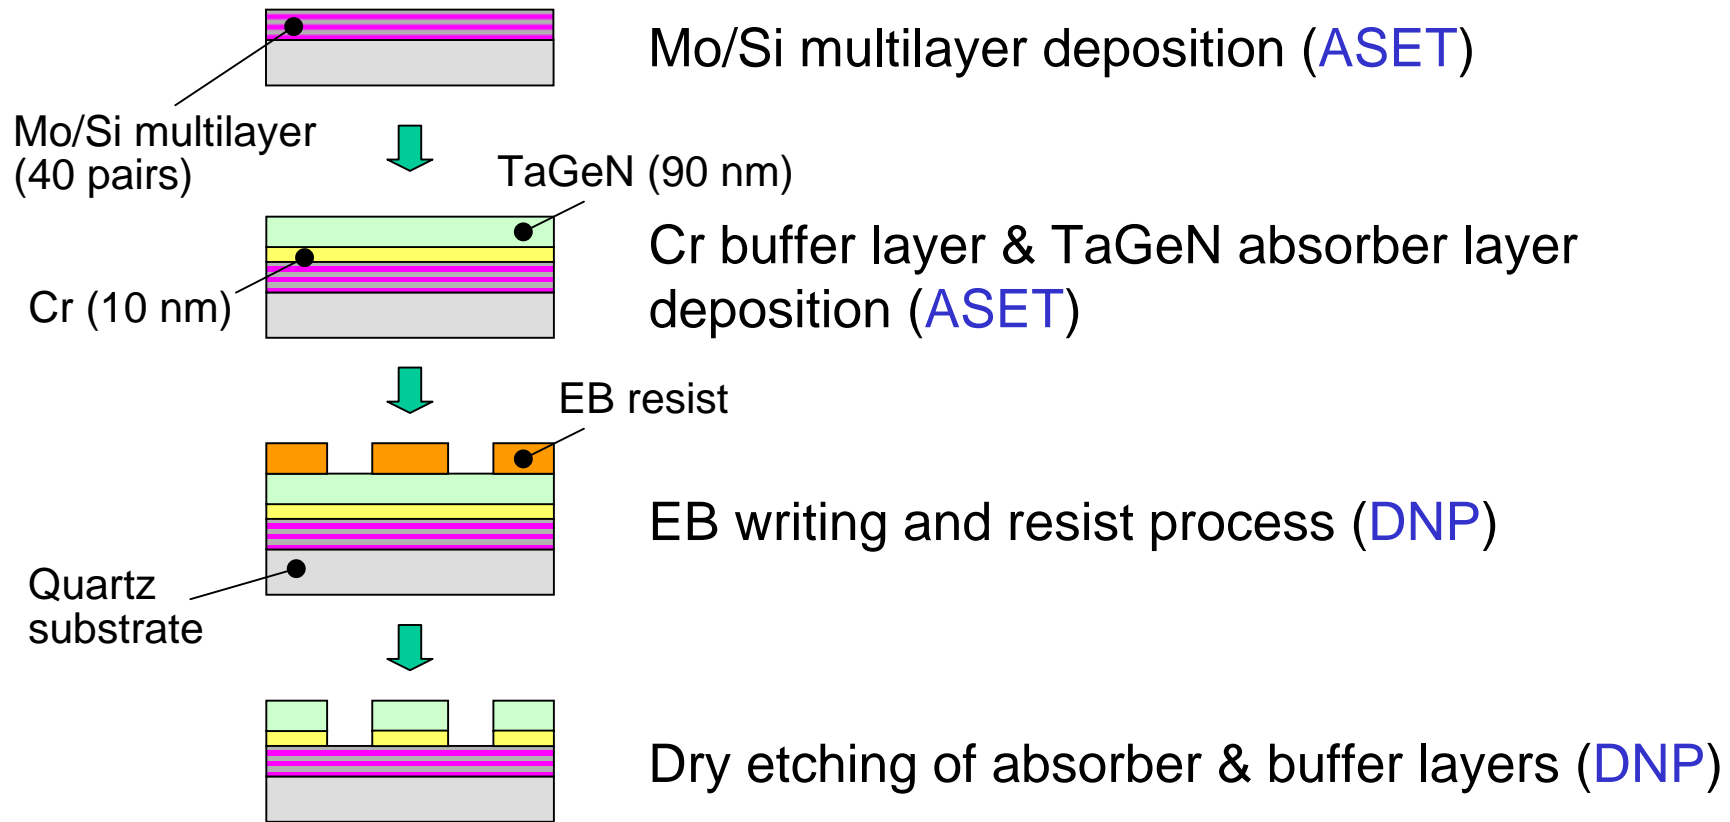 Mo/Si multilayer deposition (ASET)
Mo/Si multilayer
(40 pairs)
TaGeN (90 nm)
Cr buffer layer & TaGeN absorber layer
deposition (ASET)
Cr (10 nm)
EB resist
EB writing and resist process (DNP)
Quartz
substrate
Dry etching of absorber & buffer layers (DNP)